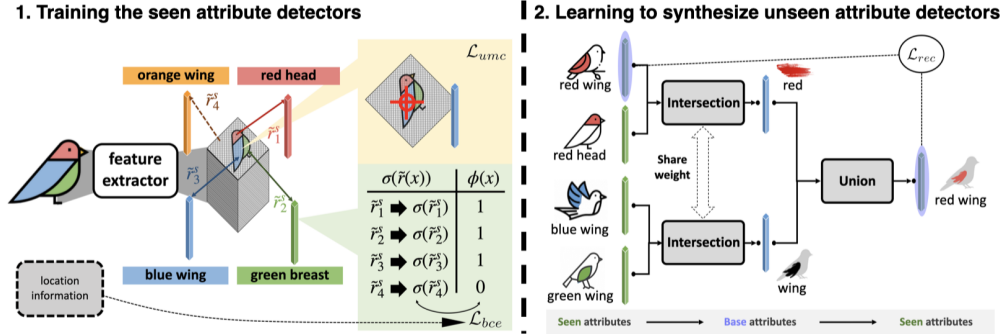 1. Training the seen attribute detectors
orange wing
red head
r̃₄ˢ
r̃₁ˢ
feature
extractor
r̃₃ˢ
r̃₂ˢ
blue wing
green breast
location
information
ℒ_umc
σ(r̃(x)) ϕ(x)
r̃₁ˢ ➔ σ(r̃₁ˢ) 1
r̃₂ˢ ➔ σ(r̃₂ˢ) 1
r̃₃ˢ ➔ σ(r̃₃ˢ) 1
r̃₄ˢ ➔ σ(r̃₄ˢ) 0
ℒ_bce
2. Learning to synthesize unseen attribute detectors
red wing
red head
blue wing
green wing
Intersection
Share
weight
Intersection
red
wing
Union
ℒ_rec
red wing
Seen attributes
Base attributes
Seen attributes